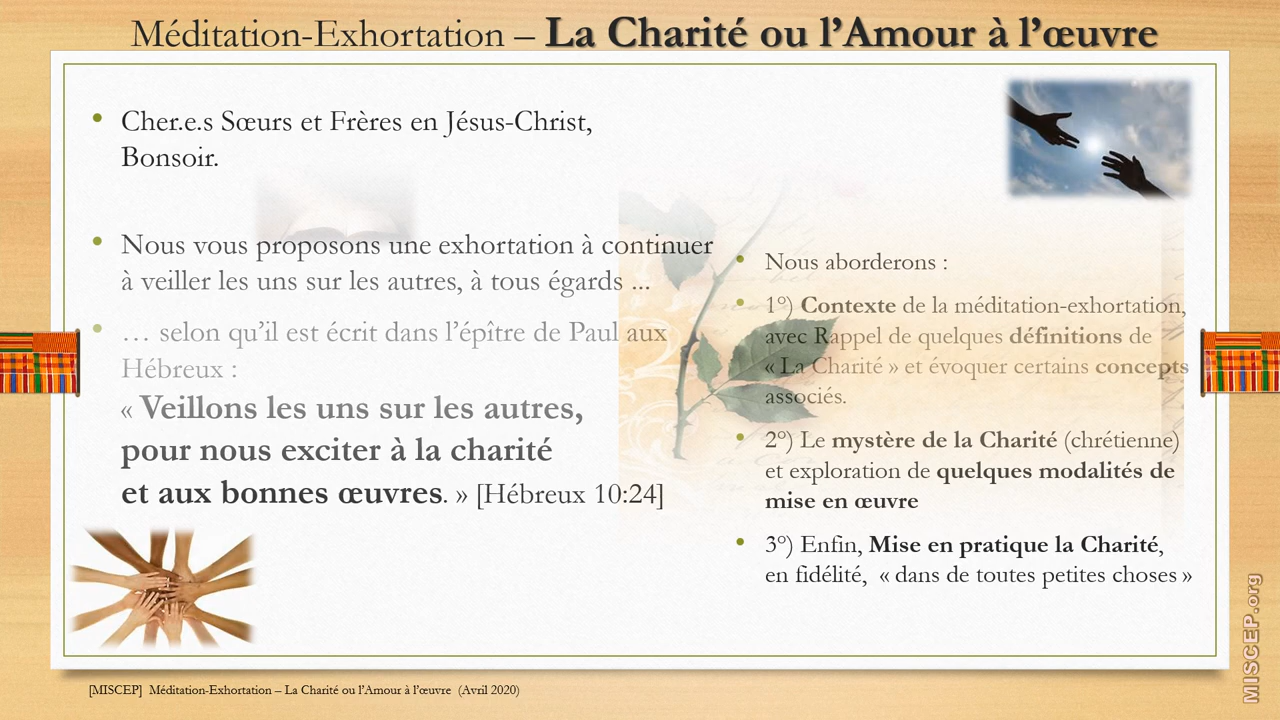 Méditation-Exhortation – La Charité ou l’Amour à l’œuvre
• Cher.e.s Sœurs et Frères en Jésus-Christ,
Bonsoir.
• Nous vous proposons une exhortation à continuer
à veiller les uns sur les autres, à tous égards ...
• … selon qu’il est écrit dans l’épître de Paul aux
Hébreux :
« Veillons les uns sur les autres,
pour nous exciter à la charité
et aux bonnes œuvres. » [Hébreux 10:24]
• Nous aborderons :
• 1°) Contexte de la méditation-exhortation,
avec Rappel de quelques définitions de
« La Charité » et évoquer certains concepts
associés.
• 2°) Le mystère de la Charité (chrétienne)
et exploration de quelques modalités de
mise en œuvre
• 3°) Enfin, Mise en pratique la Charité,
en fidélité, « dans de toutes petites choses »
MISCEP.org
[MISCEP] Méditation-Exhortation – La Charité ou l’Amour à l’œuvre (Avril 2020)